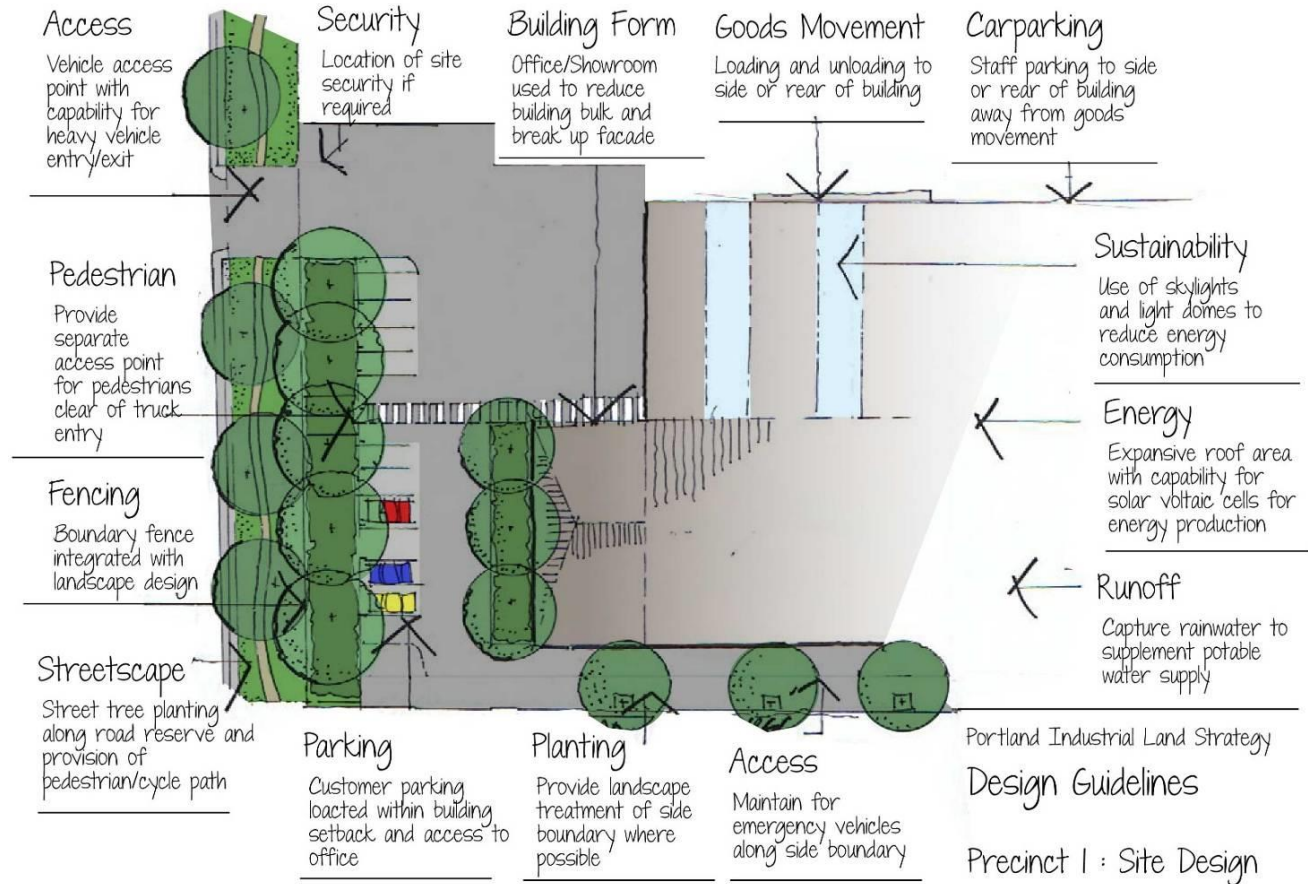 Access
Vehicle access
point with
capability for
heavy vehicle
entry/exit
Security
Location of site
security if
required
Building Form
Office/Showroom
used to reduce
building bulk and
break up facade
Goods Movement
Loading and unloading to
side or rear of building
Carparking
Staff parking to side
or rear of building
away from goods
movement
Pedestrian
Provide
separate
access point
for pedestrians
clear of truck
entry
Sustainability
Use of skylights
and light domes to
reduce energy
consumption
Energy
Expansive roof area
with capability for
solar voltaic cells for
energy production
Fencing
Boundary fence
integrated with
landscape design
Runoff
Capture rainwater to
supplement potable
water supply
Streetscape
Street tree planting
along road reserve and
provision of
pedestrian/cycle path
Parking
Customer parking
loacted within building
setback and access to
office
Planting
Provide landscape
treatment of side
boundary where
possible
Access
Maintain for
emergency vehicles
along side boundary
Portland Industrial Land Strategy
Design Guidelines
Precinct 1 : Site Design